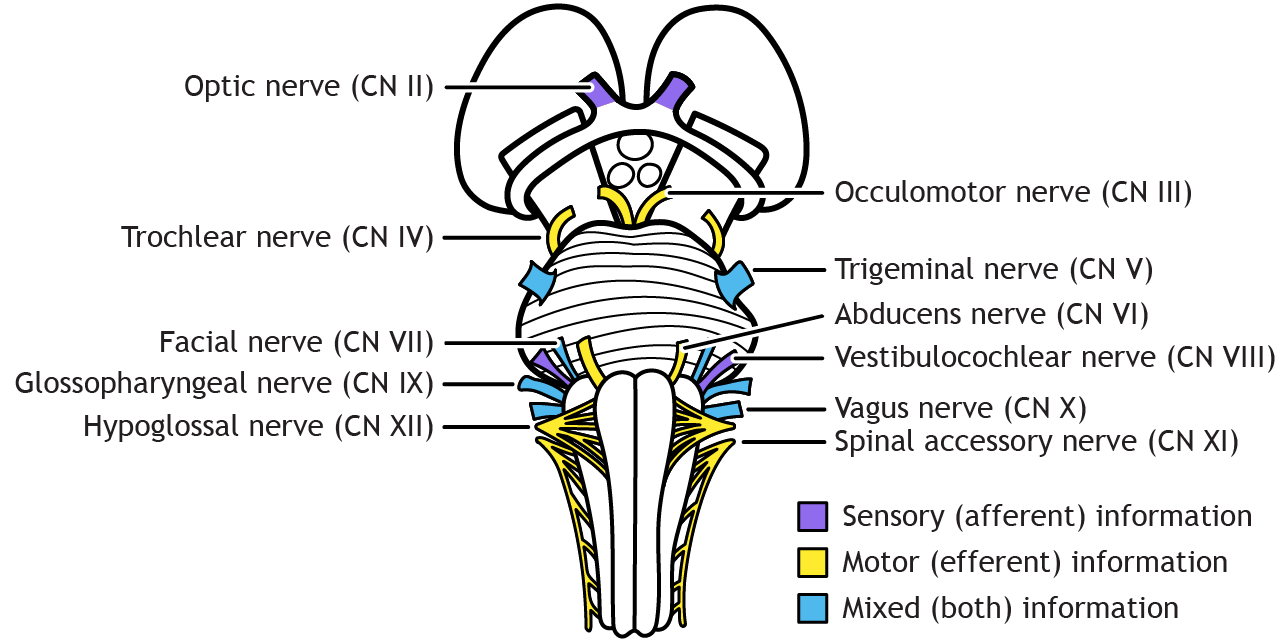 Optic nerve (CN II)
Occulomotor nerve (CN III)
Trochlear nerve (CN IV)
Trigeminal nerve (CN V)
Abducens nerve (CN VI)
Facial nerve (CN VII)
Vestibulocochlear nerve (CN VIII)
Glossopharyngeal nerve (CN IX)
Vagus nerve (CN X)
Hypoglossal nerve (CN XII)
Spinal accessory nerve (CN XI)
Sensory (afferent) information
Motor (efferent) information
Mixed (both) information